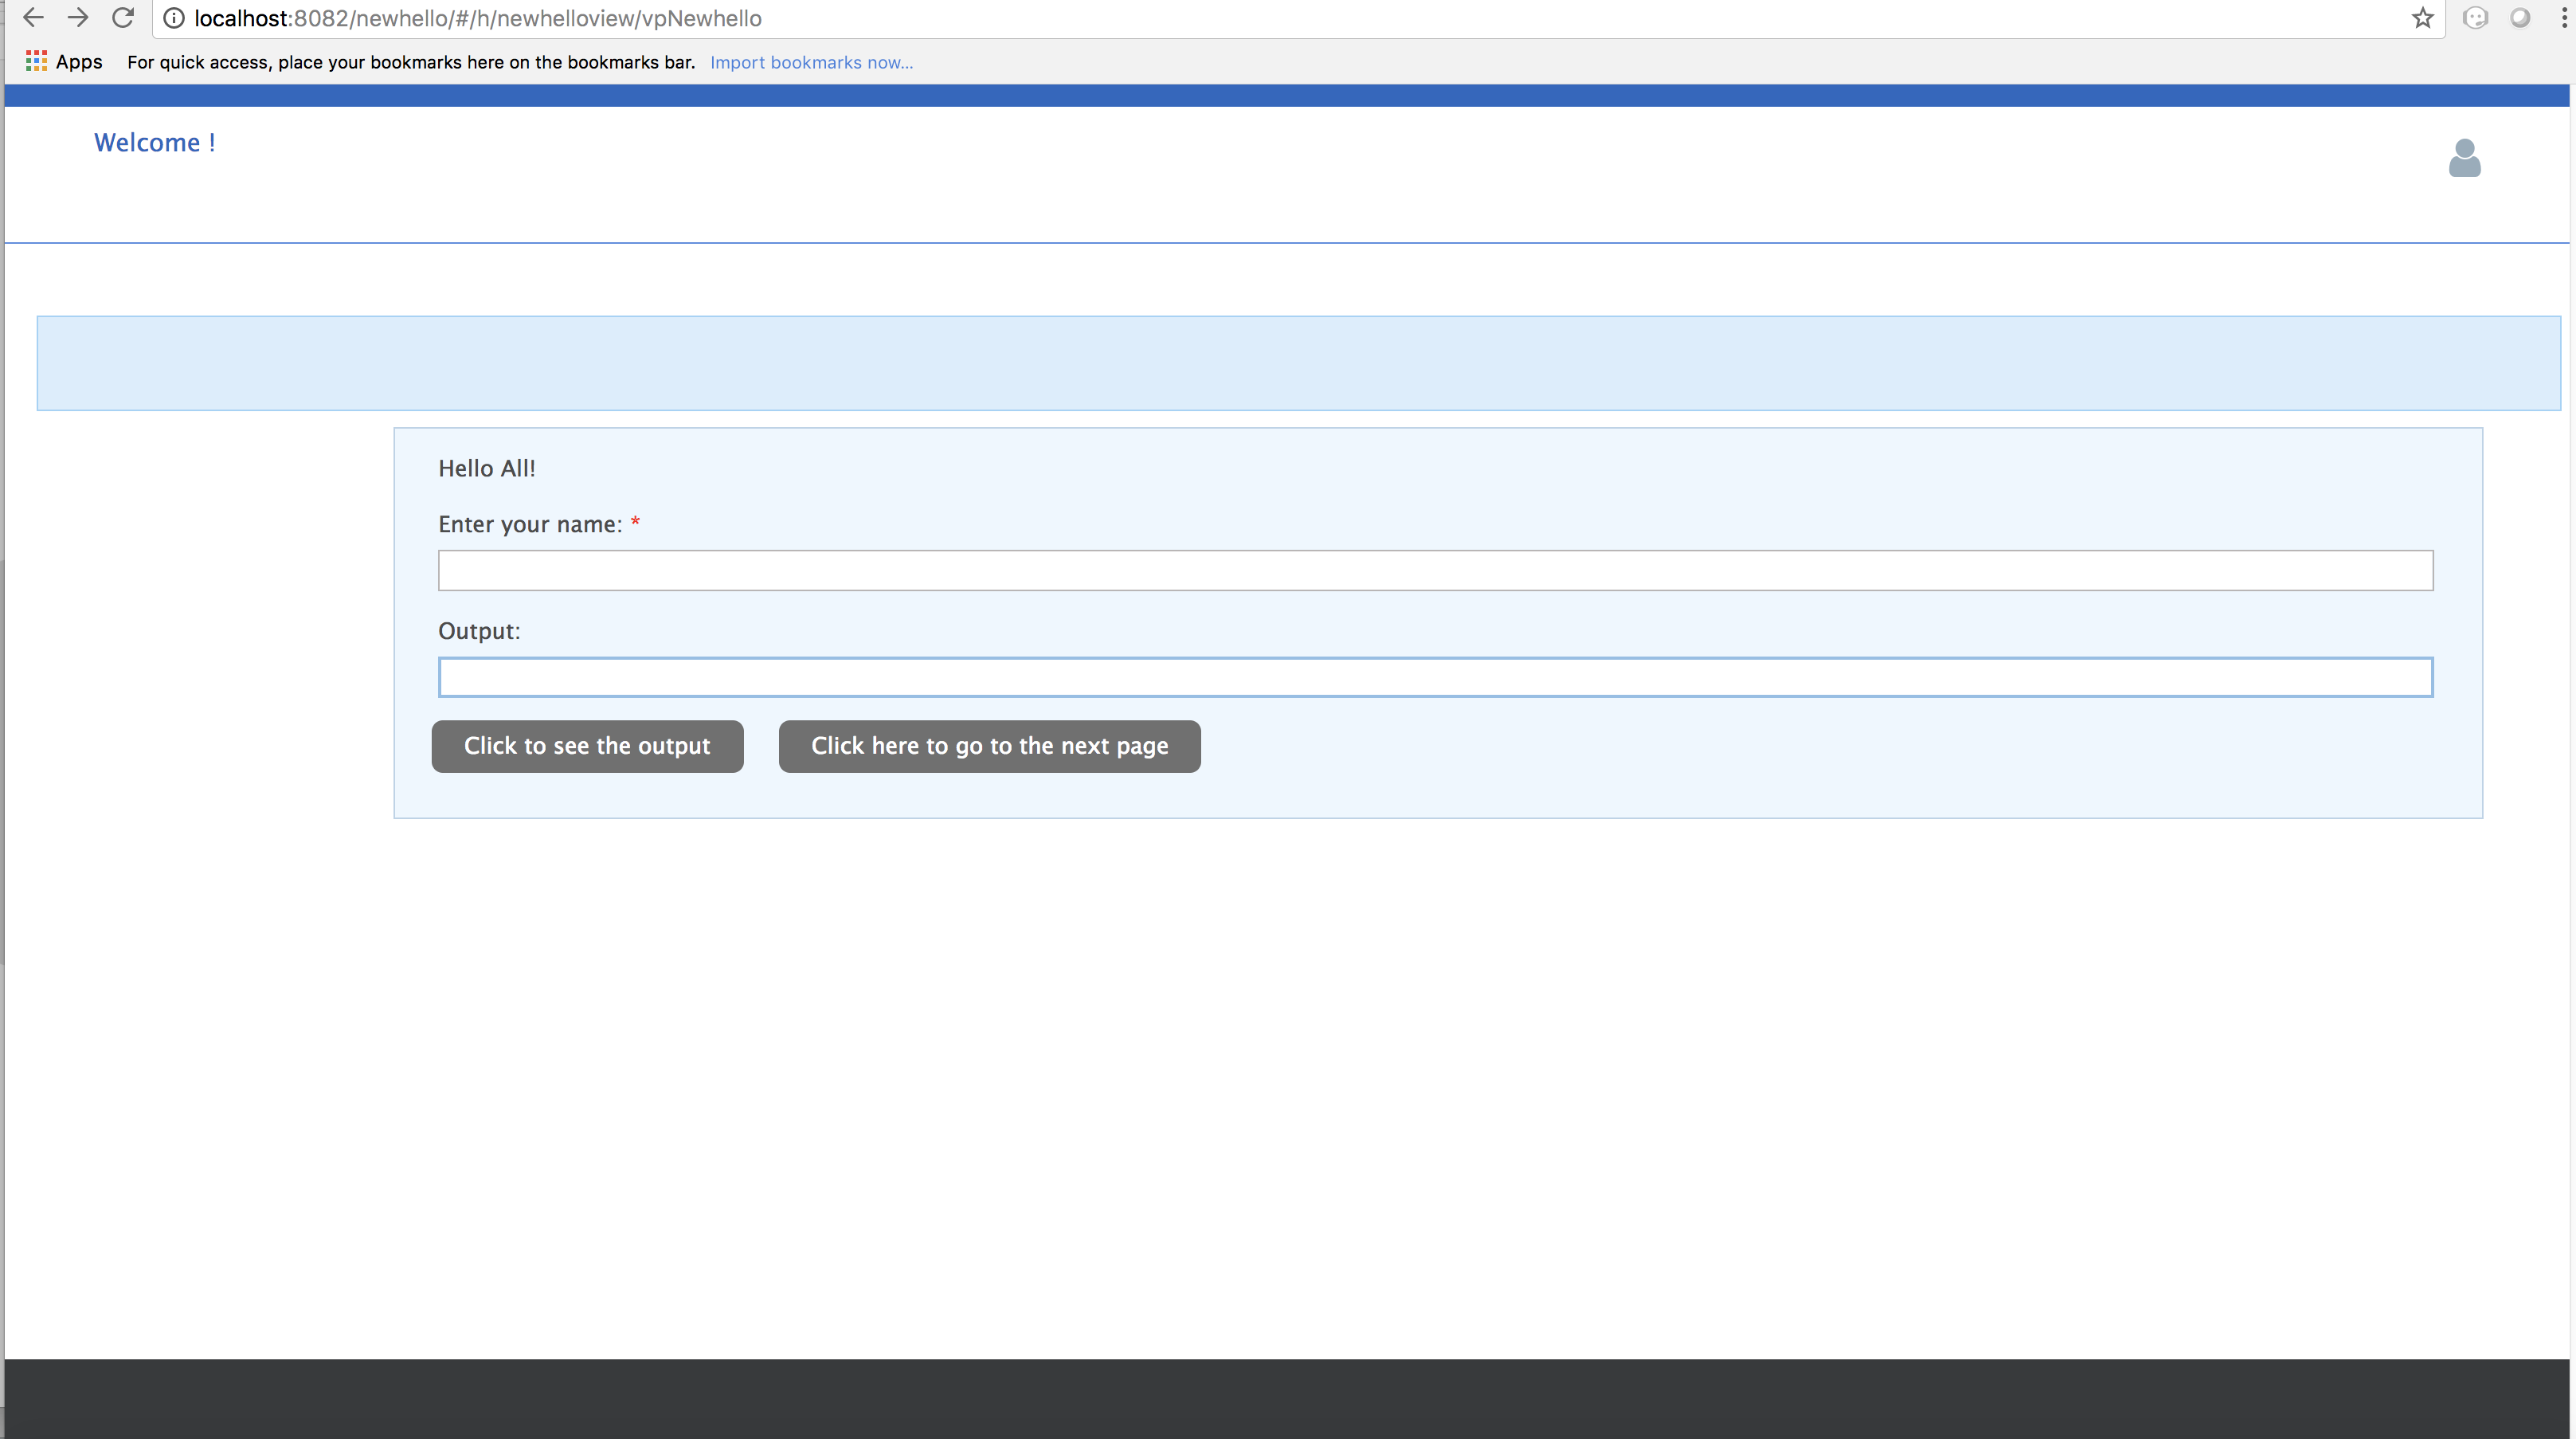 localhost:8082/newhello/#/h/newhelloview/vpNewhello
Apps For quick access, place your bookmarks here on the bookmarks bar. Import bookmarks now...
Welcome !
Hello All!
Enter your name: *
Output:
Click to see the output Click here to go to the next page